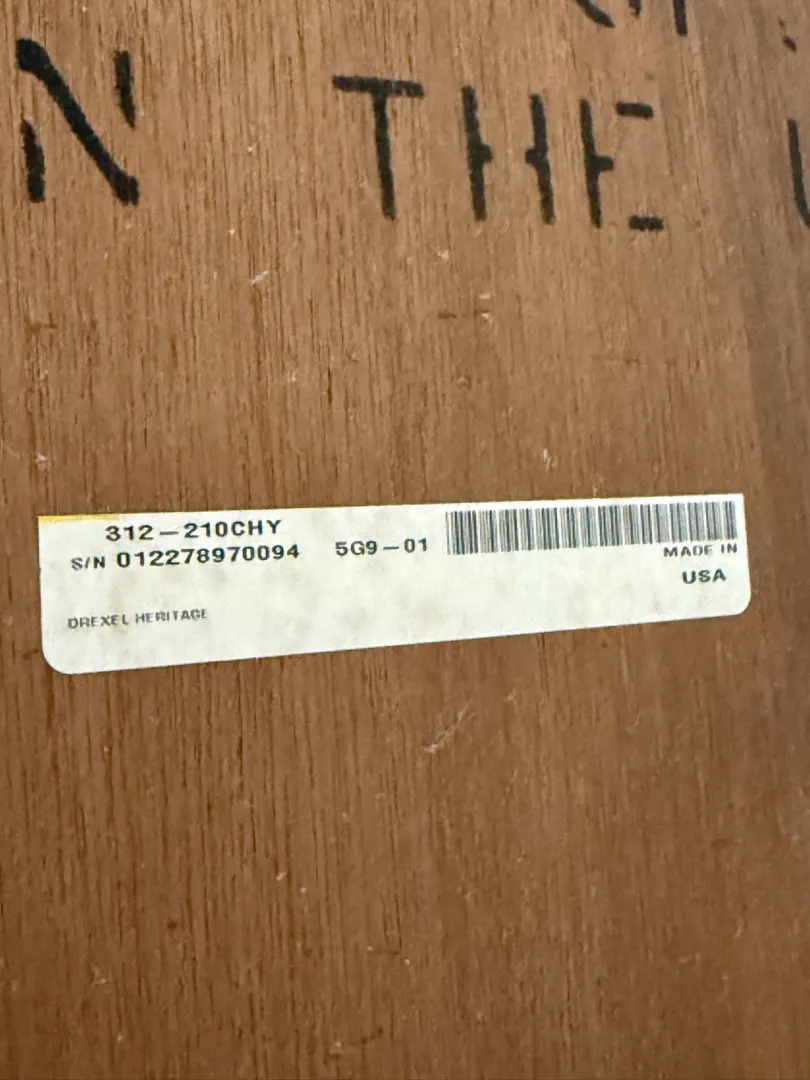 N THE
312-210CHY
S/N 012278970094 5G9-01
MADE IN
USA
DREXEL HERITAGE